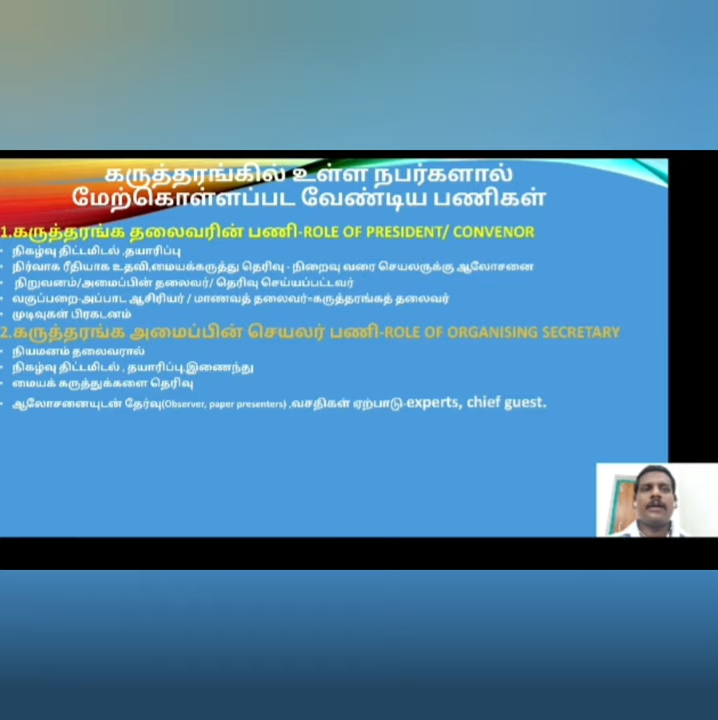 கருத்தரங்கில் உள்ள நபர்களால்
மேற்கொள்ளப்பட வேண்டிய பணிகள்
1.கருத்தரங்க தலைவரின் பணி-ROLE OF PRESIDENT/ CONVENOR
• நிகழ்வு திட்டமிடல் ,தயாரிப்பு
• நிர்வாக ரீதியாக உதவி,மையக்கருத்து தெரிவு - நிறைவு வரை செயலருக்கு ஆலோசனை
• நிறுவனம்/அமைப்பின் தலைவர்/ தெரிவு செய்யப்பட்டவர்
• வகுப்பறை-அப்பாட ஆசிரியர் / மாணவத் தலைவர்=கருத்தரங்கத் தலைவர்
• முடிவுகள் பிரகடனம்
2.கருத்தரங்க அமைப்பின் செயலர் பணி-ROLE OF ORGANISING SECRETARY
• நியமனம் தலைவரால்
• நிகழ்வு திட்டமிடல் , தயாரிப்பு,இணைந்து
• மையக் கருத்துக்களை தெரிவு
• ஆலோசனையுடன் தேர்வு(Observer, paper presenters) ,வசதிகள் ஏற்பாடு-experts, chief guest.